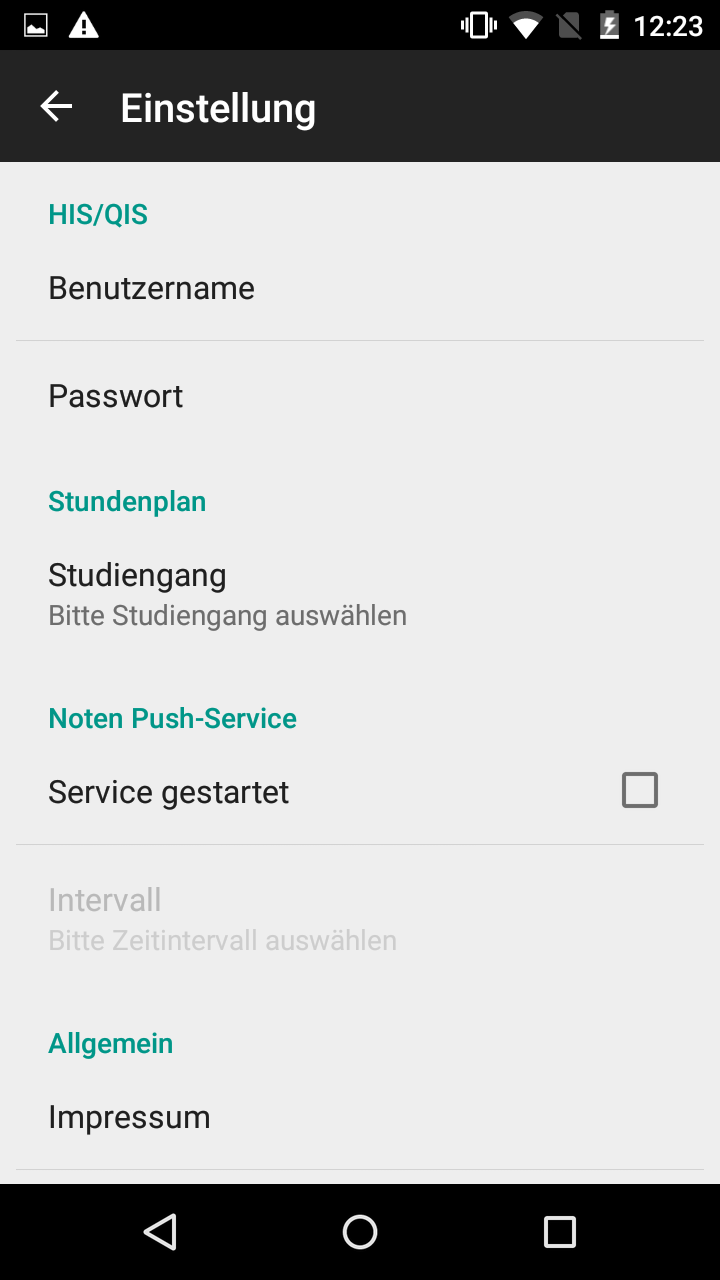 12:23
Einstellung
HIS/QIS
Benutzername
Passwort
Stundenplan
Studiengang
Bitte Studiengang auswählen
Noten Push-Service
Service gestartet
Intervall
Bitte Zeitintervall auswählen
Allgemein
Impressum